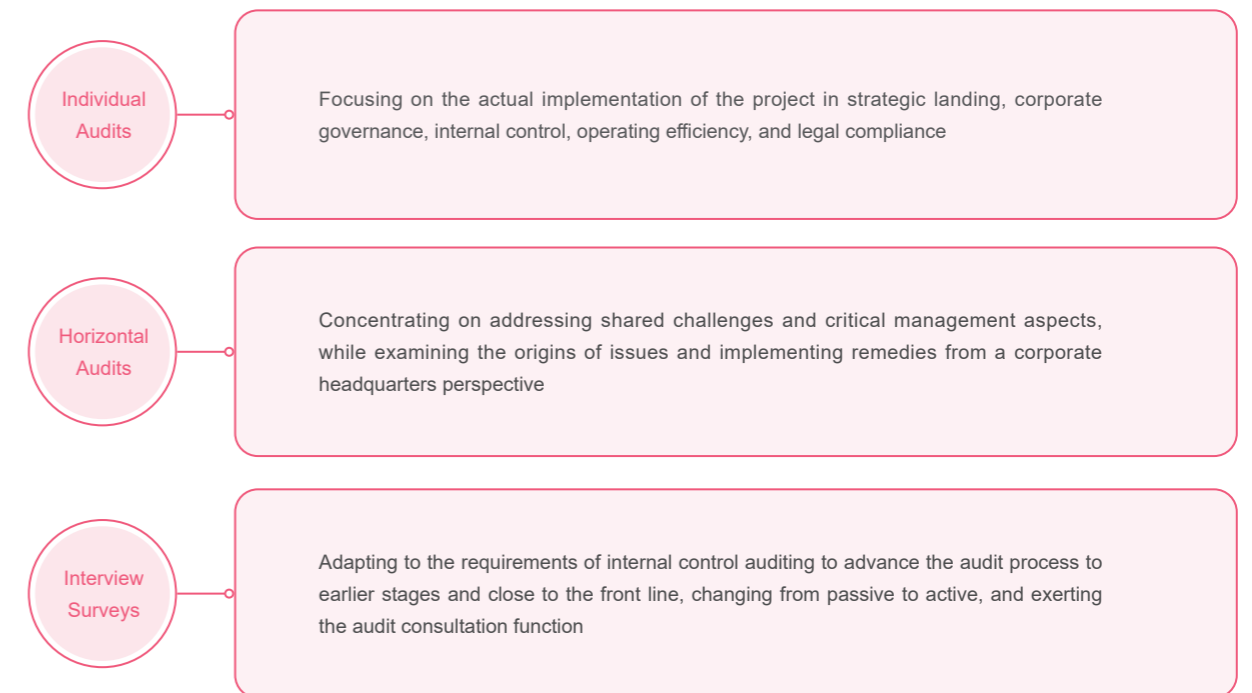 Individual
Audits
Focusing on the actual implementation of the project in strategic landing, corporate
governance, internal control, operating efficiency, and legal compliance
Horizontal
Audits
Concentrating on addressing shared challenges and critical management aspects,
while examining the origins of issues and implementing remedies from a corporate
headquarters perspective
Interview
Surveys
Adapting to the requirements of internal control auditing to advance the audit process to
earlier stages and close to the front line, changing from passive to active, and exerting
the audit consultation function